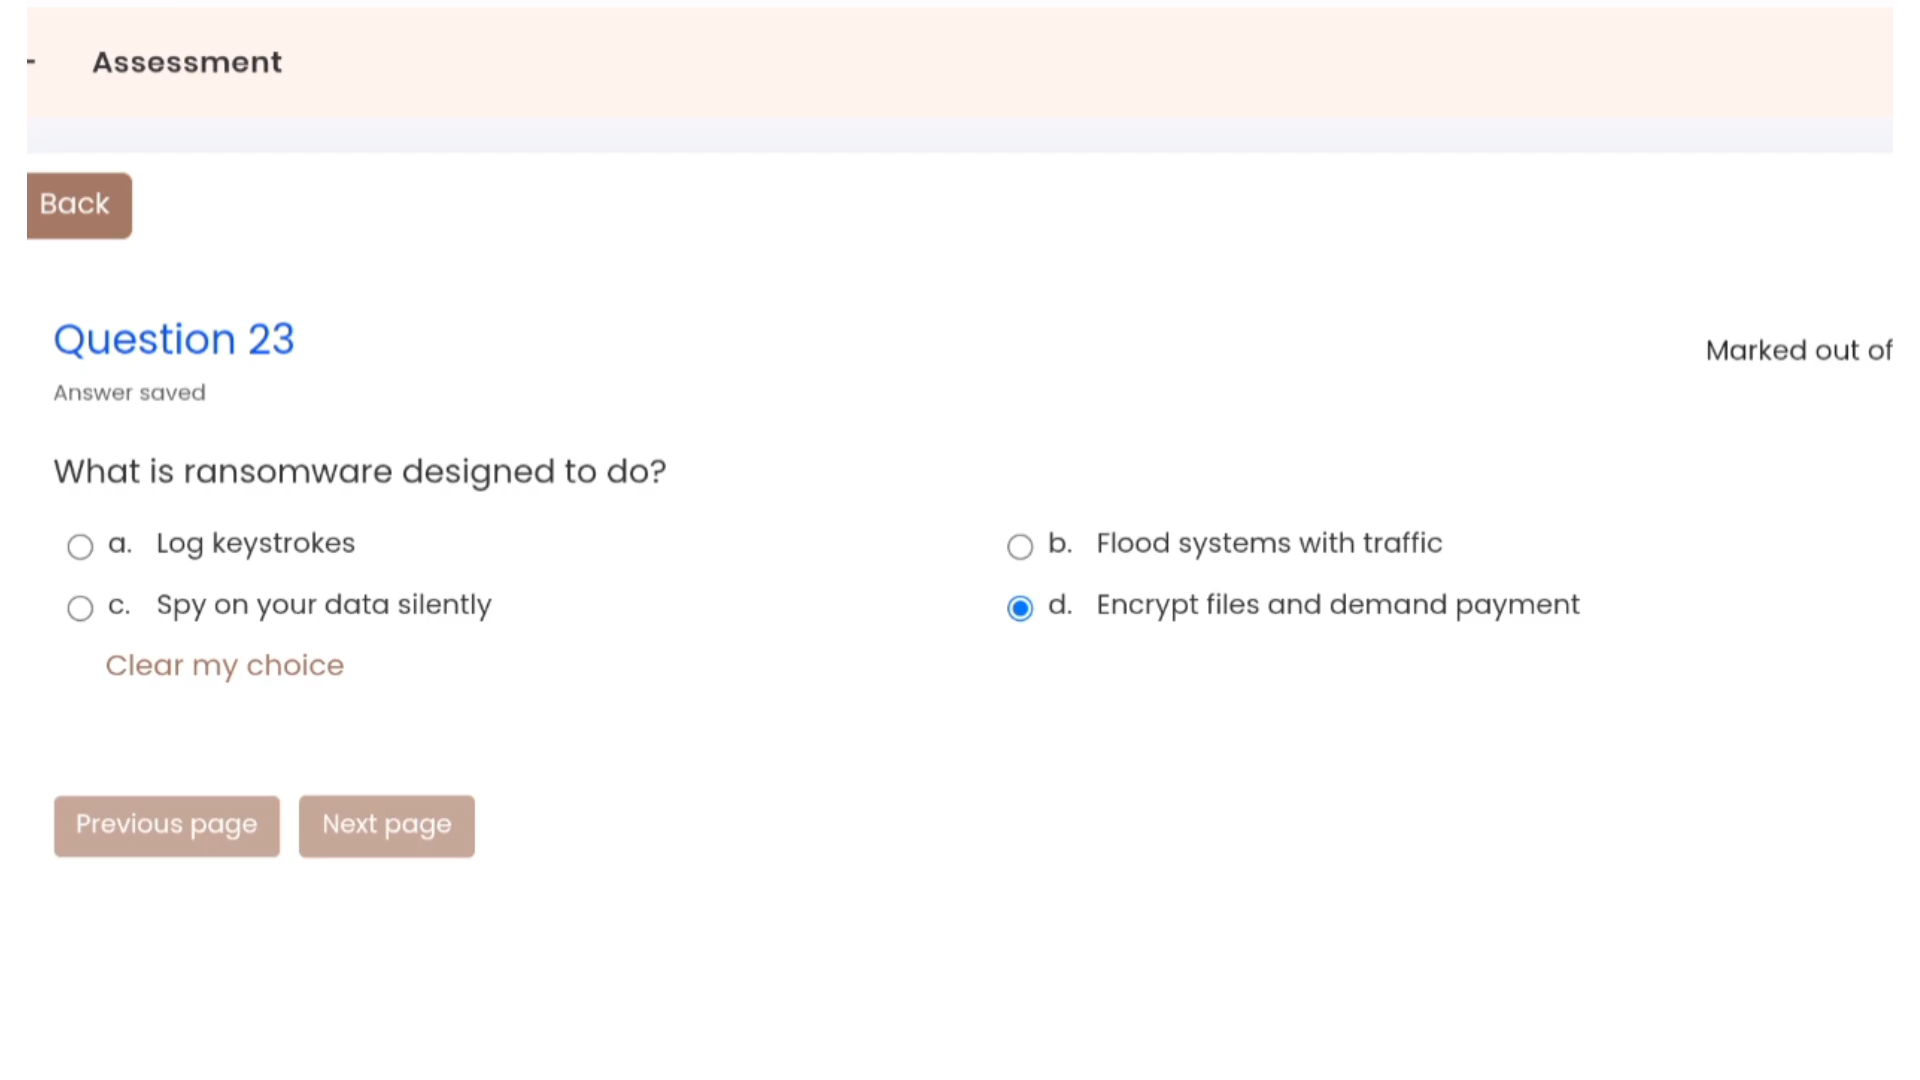 Assessment
Back
Question 23
Marked out of
Answer saved
What is ransomware designed to do?
a. Log keystrokes
b. Flood systems with traffic
c. Spy on your data silently
d. Encrypt files and demand payment
Clear my choice
Previous page
Next page